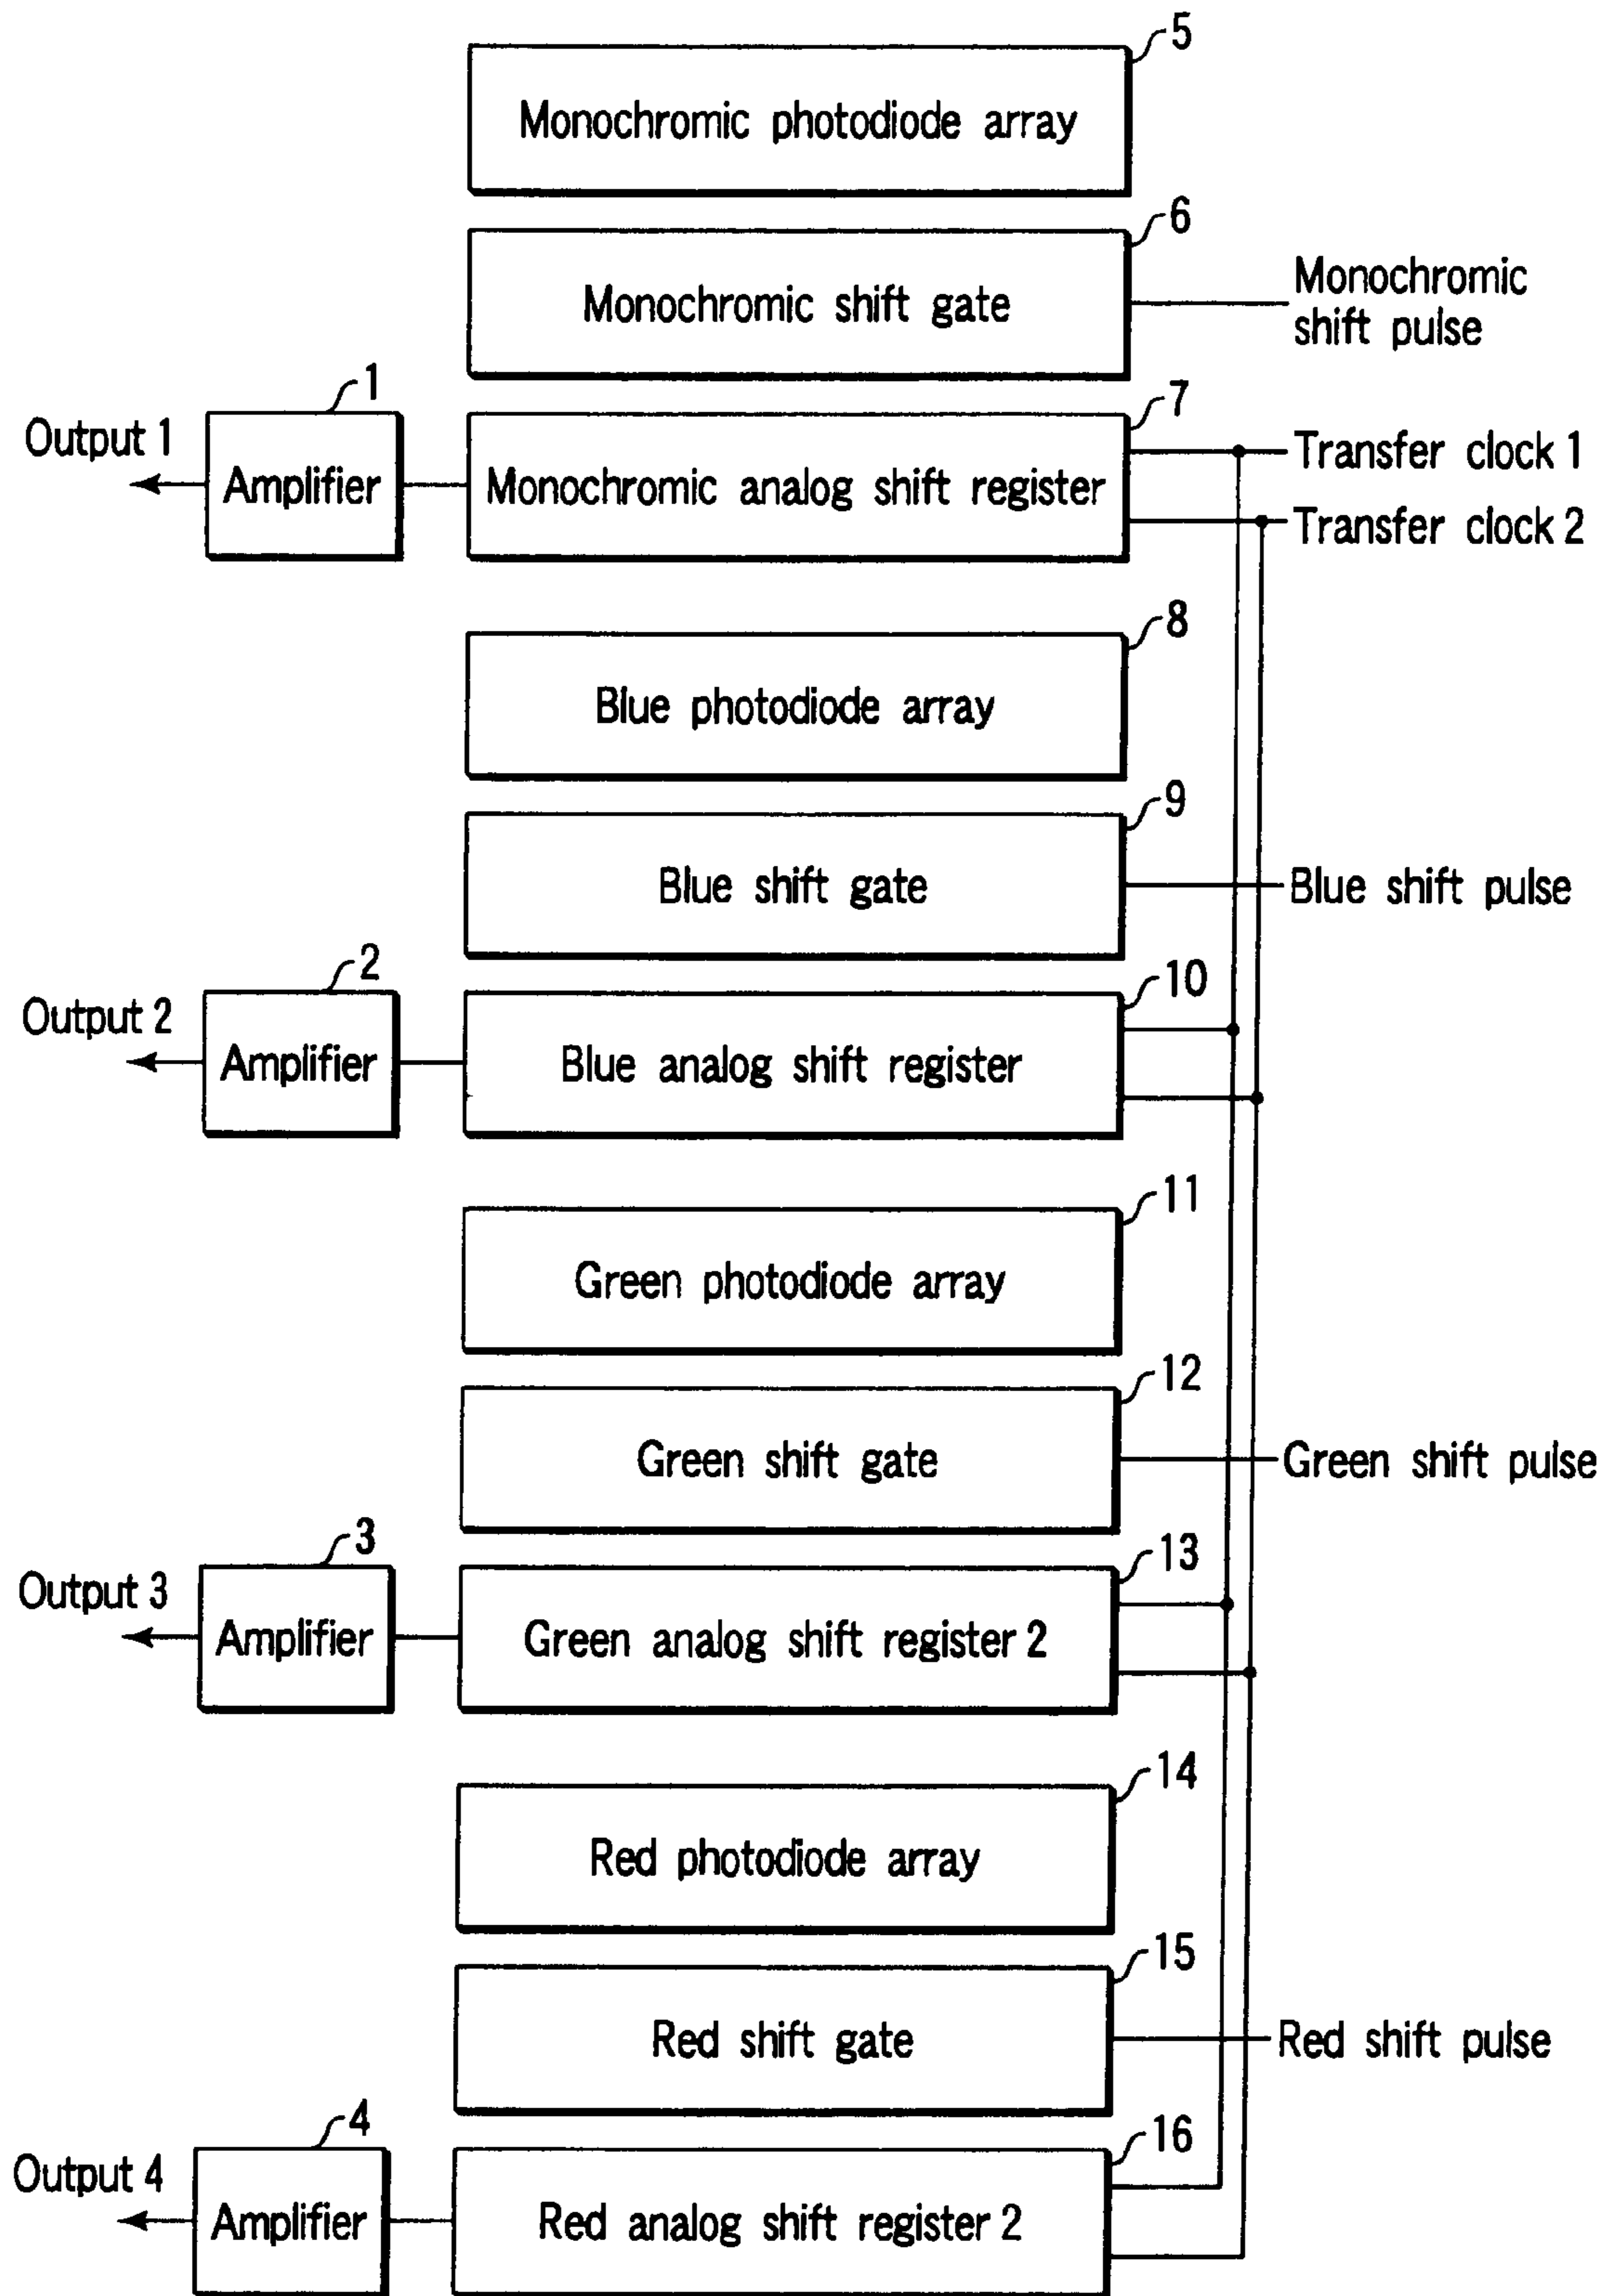 5
Monochromic photodiode array
6
Monochromic shift gate
Monochromic
shift pulse
1
7
Output 1
Amplifier
Monochromic analog shift register
Transfer clock 1
Transfer clock 2
8
Blue photodiode array
9
Blue shift gate
Blue shift pulse
2
10
Output 2
Amplifier
Blue analog shift register
11
Green photodiode array
12
Green shift gate
Green shift pulse
3
13
Output 3
Amplifier
Green analog shift register 2
14
Red photodiode array
15
Red shift gate
Red shift pulse
4
16
Output 4
Amplifier
Red analog shift register 2